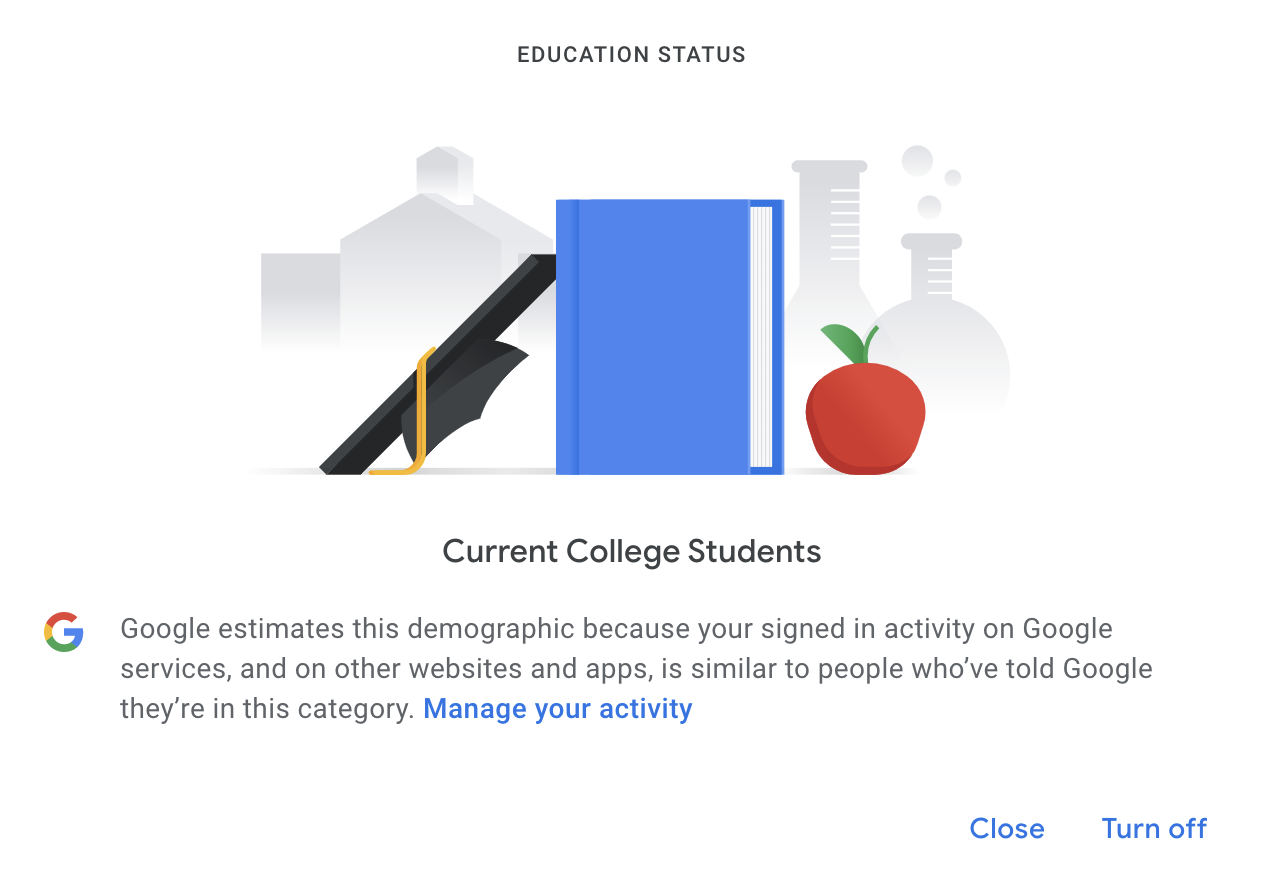 EDUCATION STATUS
Current College Students
Google estimates this demographic because your signed in activity on Google
services, and on other websites and apps, is similar to people who’ve told Google
they’re in this category. Manage your activity
Close Turn off